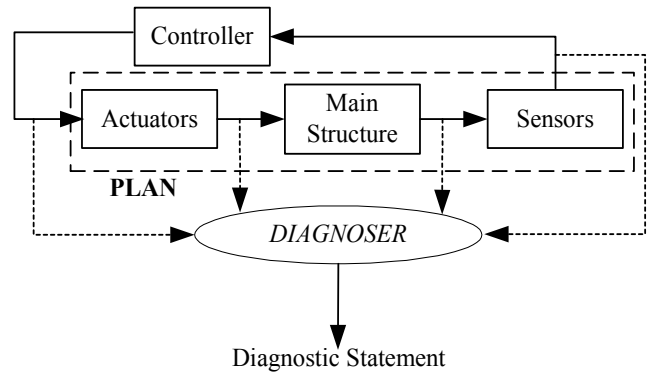 Controller
Actuators
Main
Structure
Sensors
PLAN
DIAGNOSER
Diagnostic Statement